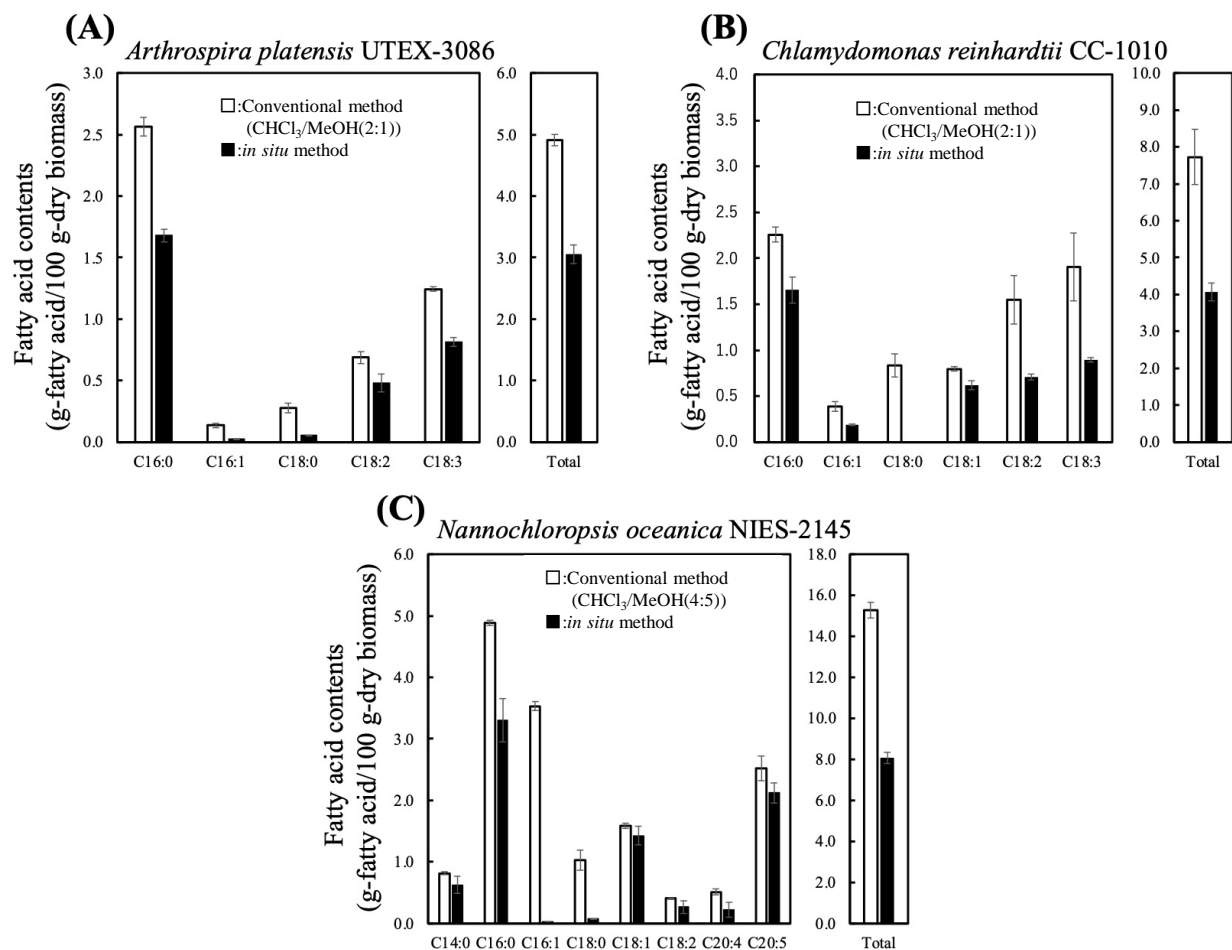 (A)
Arthrospira platensis UTEX-3086
Fatty acid contents
(g-fatty acid/100 g-dry biomass)
3.0
2.5
2.0
1.5
1.0
0.5
0.0
:Conventional method
(CHCl₃/MeOH(2:1))
:in situ method
C16:0 C16:1 C18:0 C18:2 C18:3
6.0
5.0
4.0
3.0
2.0
1.0
0.0
Total
(B)
Chlamydomonas reinhardtii CC-1010
Fatty acid contents
(g-fatty acid/100 g-dry biomass)
4.0
3.5
3.0
2.5
2.0
1.5
1.0
0.5
0.0
:Conventional method
(CHCl₃/MeOH(2:1))
:in situ method
C16:0 C16:1 C18:0 C18:1 C18:2 C18:3
10.0
9.0
8.0
7.0
6.0
5.0
4.0
3.0
2.0
1.0
0.0
Total
(C)
Nannochloropsis oceanica NIES-2145
Fatty acid contents
(g-fatty acid/100 g-dry biomass)
6.0
5.0
4.0
3.0
2.0
1.0
0.0
:Conventional method
(CHCl₃/MeOH(4:5))
:in situ method
C14:0 C16:0 C16:1 C18:0 C18:1 C18:2 C20:4 C20:5
18.0
16.0
14.0
12.0
10.0
8.0
6.0
4.0
2.0
0.0
Total